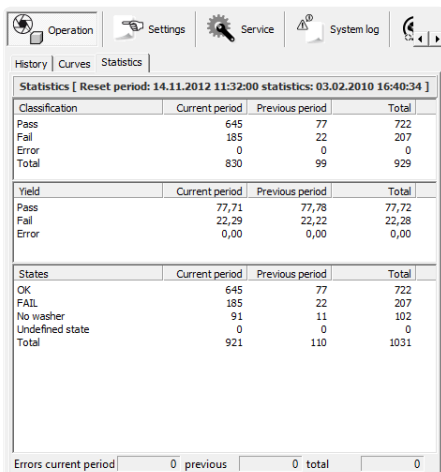 Operation Settings Service System log
History Curves Statistics
Statistics [ Reset period: 14.11.2012 11:32:00 statistics: 03.02.2010 16:40:34 ]
Classification Current period Previous period Total
Pass 645 77 722
Fail 185 22 207
Error 0 0 0
Total 830 99 929
Yield Current period Previous period Total
Pass 77,71 77,78 77,72
Fail 22,29 22,22 22,28
Error 0,00 0,00 0,00
States Current period Previous period Total
OK 645 77 722
FAIL 185 22 207
No washer 91 11 102
Undefined state 0 0 0
Total 921 110 1031
Errors current period 0 previous 0 total 0